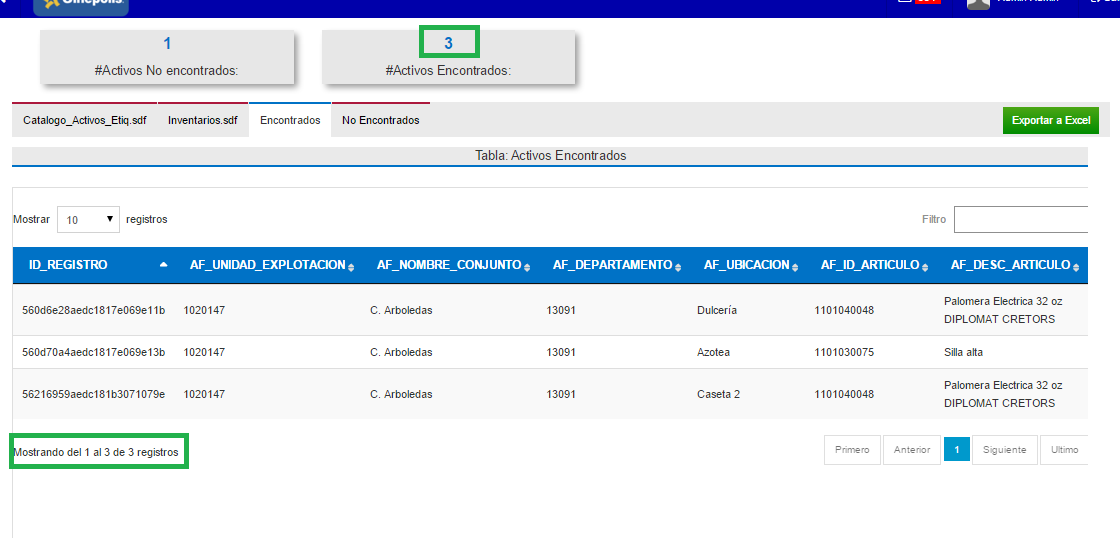 Cinépolis.
1
#Activos No encontrados:
3
#Activos Encontrados:
Catalogo_Activos_Etiq.sdf Inventarios.sdf Encontrados No Encontrados Exportar a Excel
Tabla: Activos Encontrados
Mostrar 10 registros Filtro
ID_REGISTRO AF_UNIDAD_EXPLOTACION AF_NOMBRE_CONJUNTO AF_DEPARTAMENTO AF_UBICACION AF_ID_ARTICULO AF_DESC_ARTICULO
560d6e28aedc1817e069e11b 1020147 C. Arboledas 13091 Dulcería 1101040048 Palomera Electrica 32 oz
DIPLOMAT CRETORS
560d70a4aedc1817e069e13b 1020147 C. Arboledas 13091 Azotea 1101030075 Silla alta
56216959aedc181b3071079e 1020147 C. Arboledas 13091 Caseta 2 1101040048 Palomera Electrica 32 oz
DIPLOMAT CRETORS
Mostrando del 1 al 3 de 3 registros Primero Anterior 1 Siguiente Ultimo